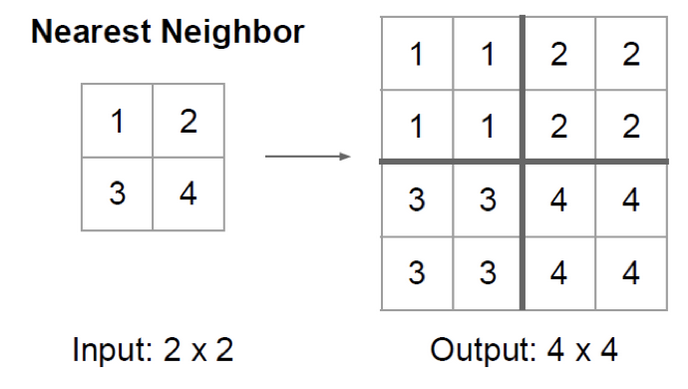 Nearest Neighbor
1 2
3 4
1 1 2 2
1 1 2 2
3 3 4 4
3 3 4 4
Input: 2 x 2
Output: 4 x 4